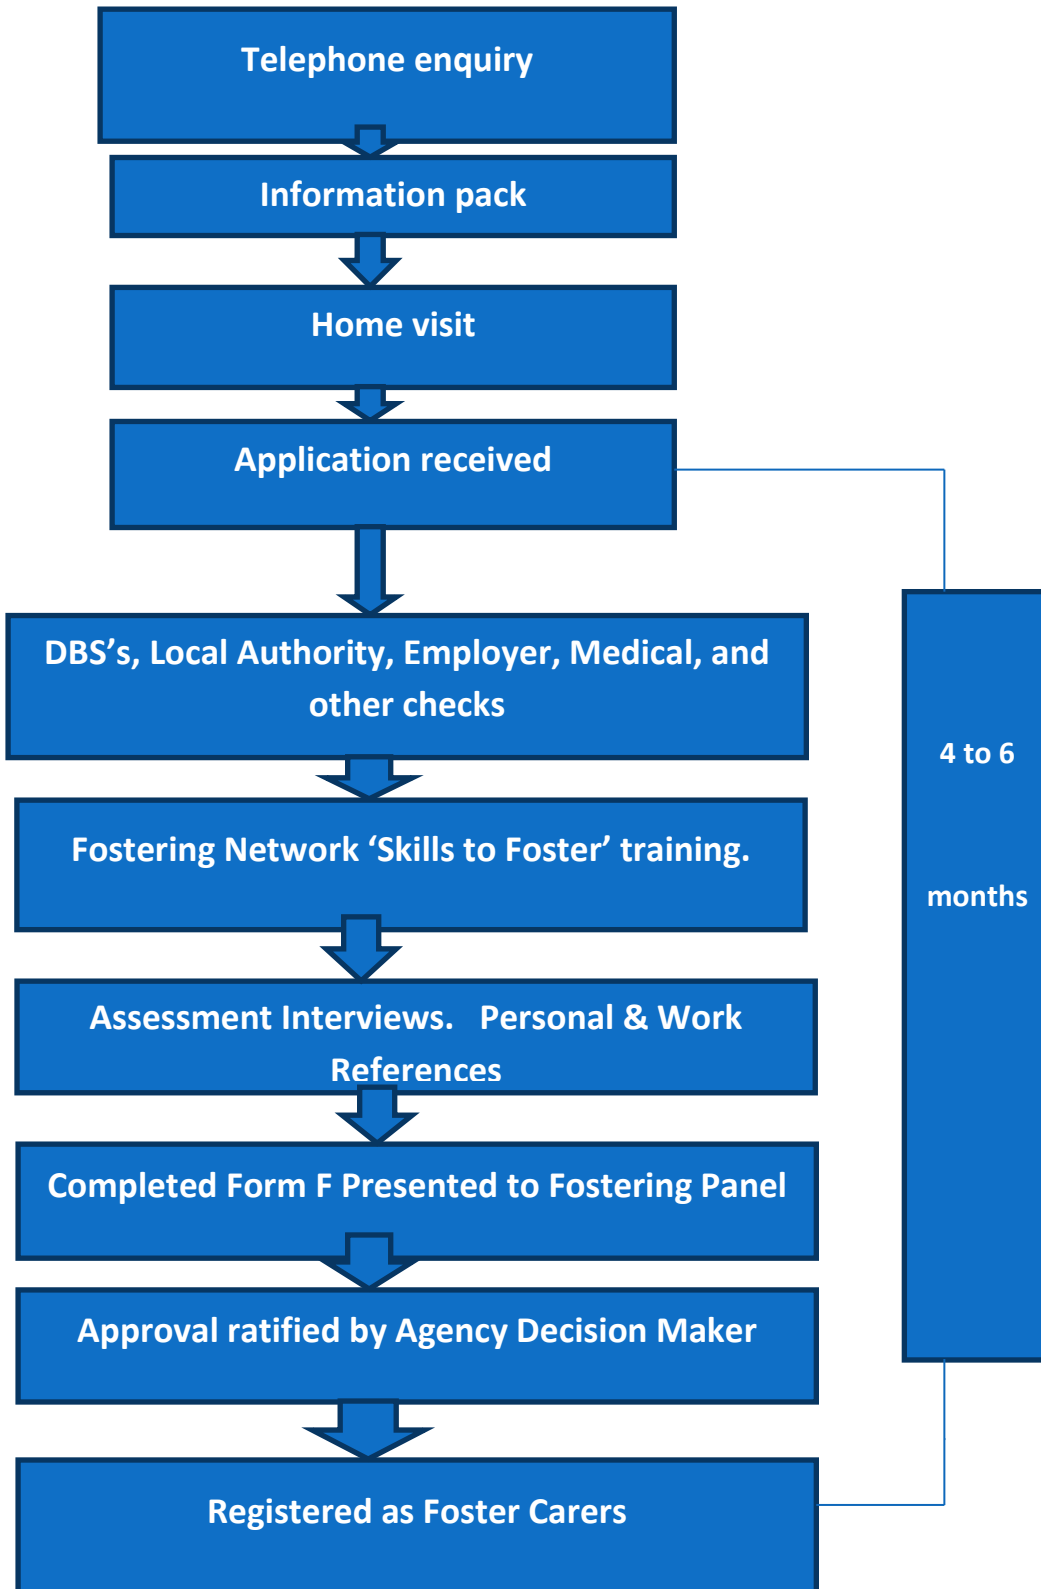 Telephone enquiry
Information pack
Home visit
Application received
DBS’s, Local Authority, Employer, Medical, and
other checks
4 to 6
months
Fostering Network ‘Skills to Foster’ training.
Assessment Interviews.   Personal & Work
References
Completed Form F Presented to Fostering Panel
Approval ratified by Agency Decision Maker
Registered as Foster Carers